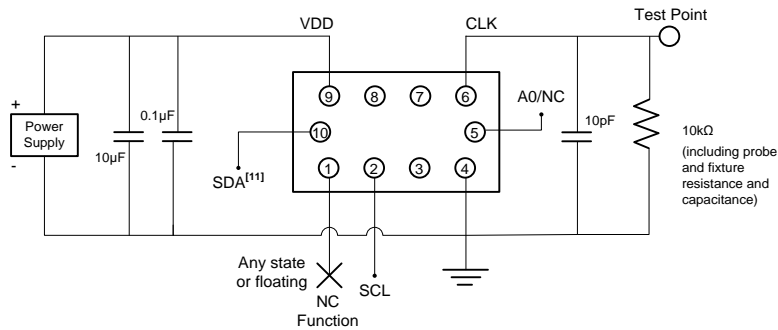 VDD
CLK
Test Point
+
Power
Supply
-
10µF
0.1µF
9
8
7
6
10
5
1
2
3
4
A0/NC
SDA[11]
10pF
10kΩ
(including probe
and fixture
resistance and
capacitance)
Any state
or floating
NC
Function
SCL